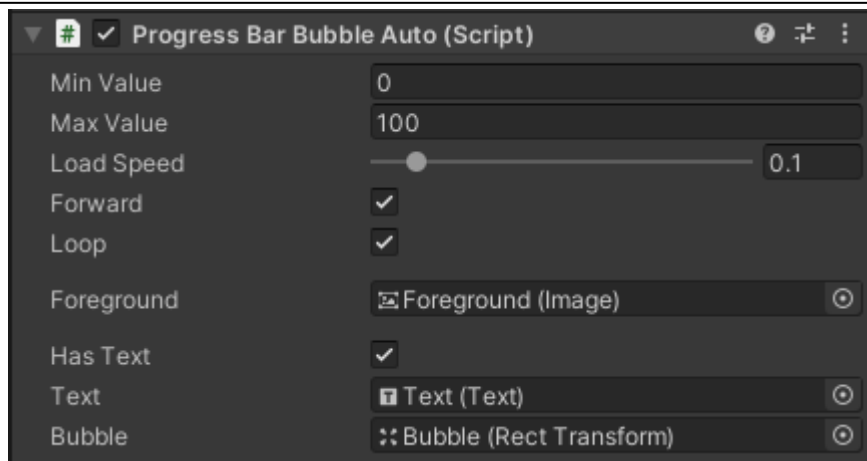 Progress Bar Bubble Auto (Script)
Min Value 0
Max Value 100
Load Speed 0.1
Forward
Loop
Foreground Foreground (Image)
Has Text
Text Text (Text)
Bubble Bubble (Rect Transform)